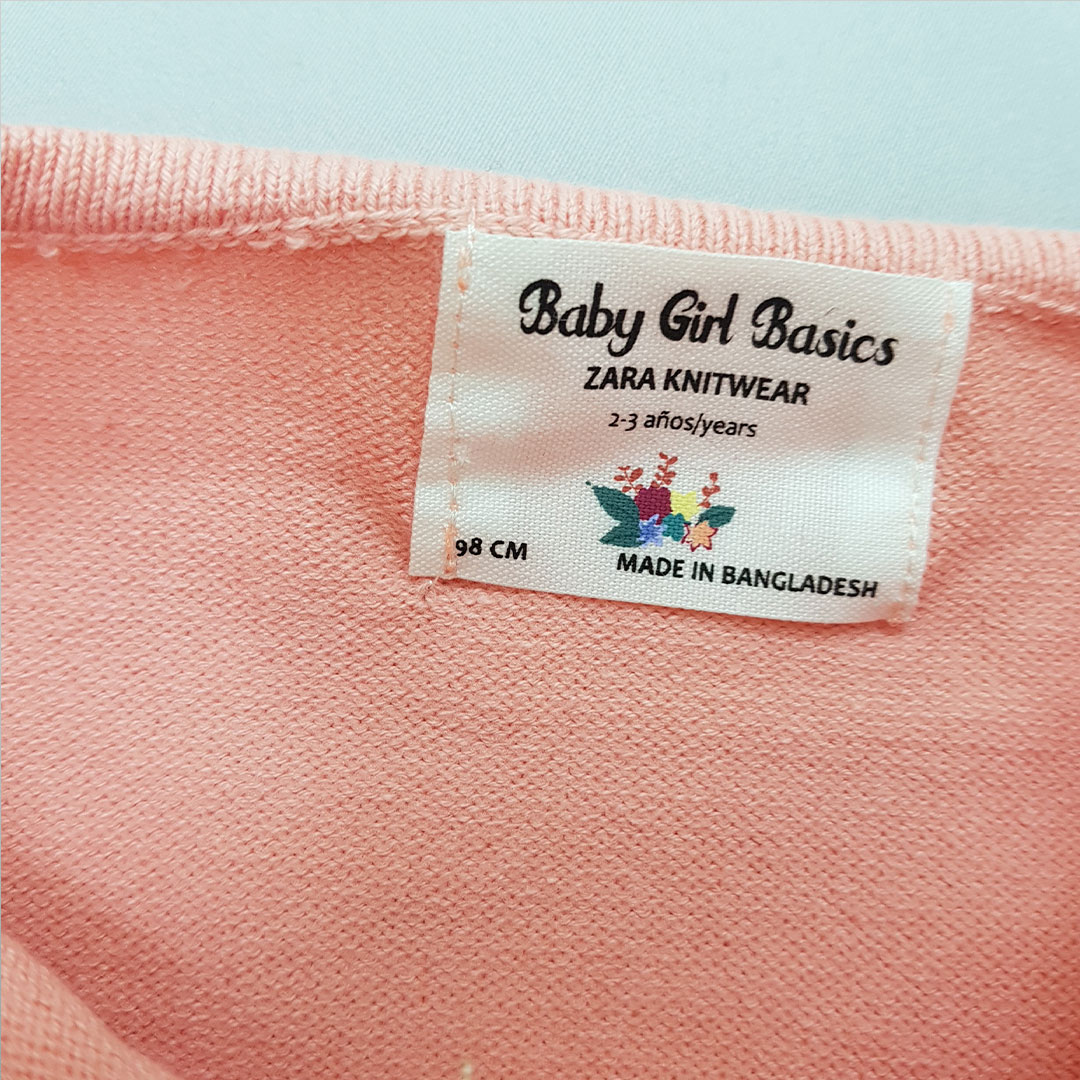 Baby Girl Basics
ZARA KNITWEAR
2-3 años/years
98 CM
MADE IN BANGLADESH